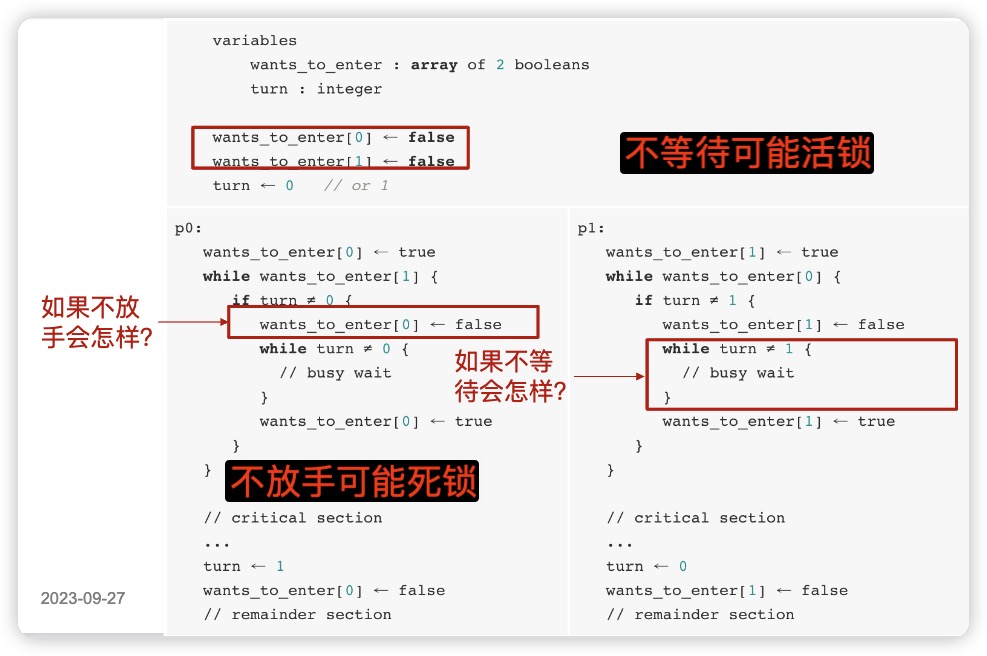 variables
wants_to_enter : array of 2 booleans
turn : integer
wants_to_enter[0] ← false
wants_to_enter[1] ← false
turn ← 0   // or 1
不等待可能活锁
p0:
wants_to_enter[0] ← true
while wants_to_enter[1] {
if turn ≠ 0 {
wants_to_enter[0] ← false
while turn ≠ 0 {
// busy wait
}
wants_to_enter[0] ← true
}
}
不放手可能死锁
// critical section
...
turn ← 1
wants_to_enter[0] ← false
// remainder section
如果不放
手会怎样?
p1:
wants_to_enter[1] ← true
while wants_to_enter[0] {
if turn ≠ 1 {
wants_to_enter[1] ← false
while turn ≠ 1 {
// busy wait
}
wants_to_enter[1] ← true
}
}
// critical section
...
turn ← 0
wants_to_enter[1] ← false
// remainder section
如果不等
待会怎样?
2023-09-27